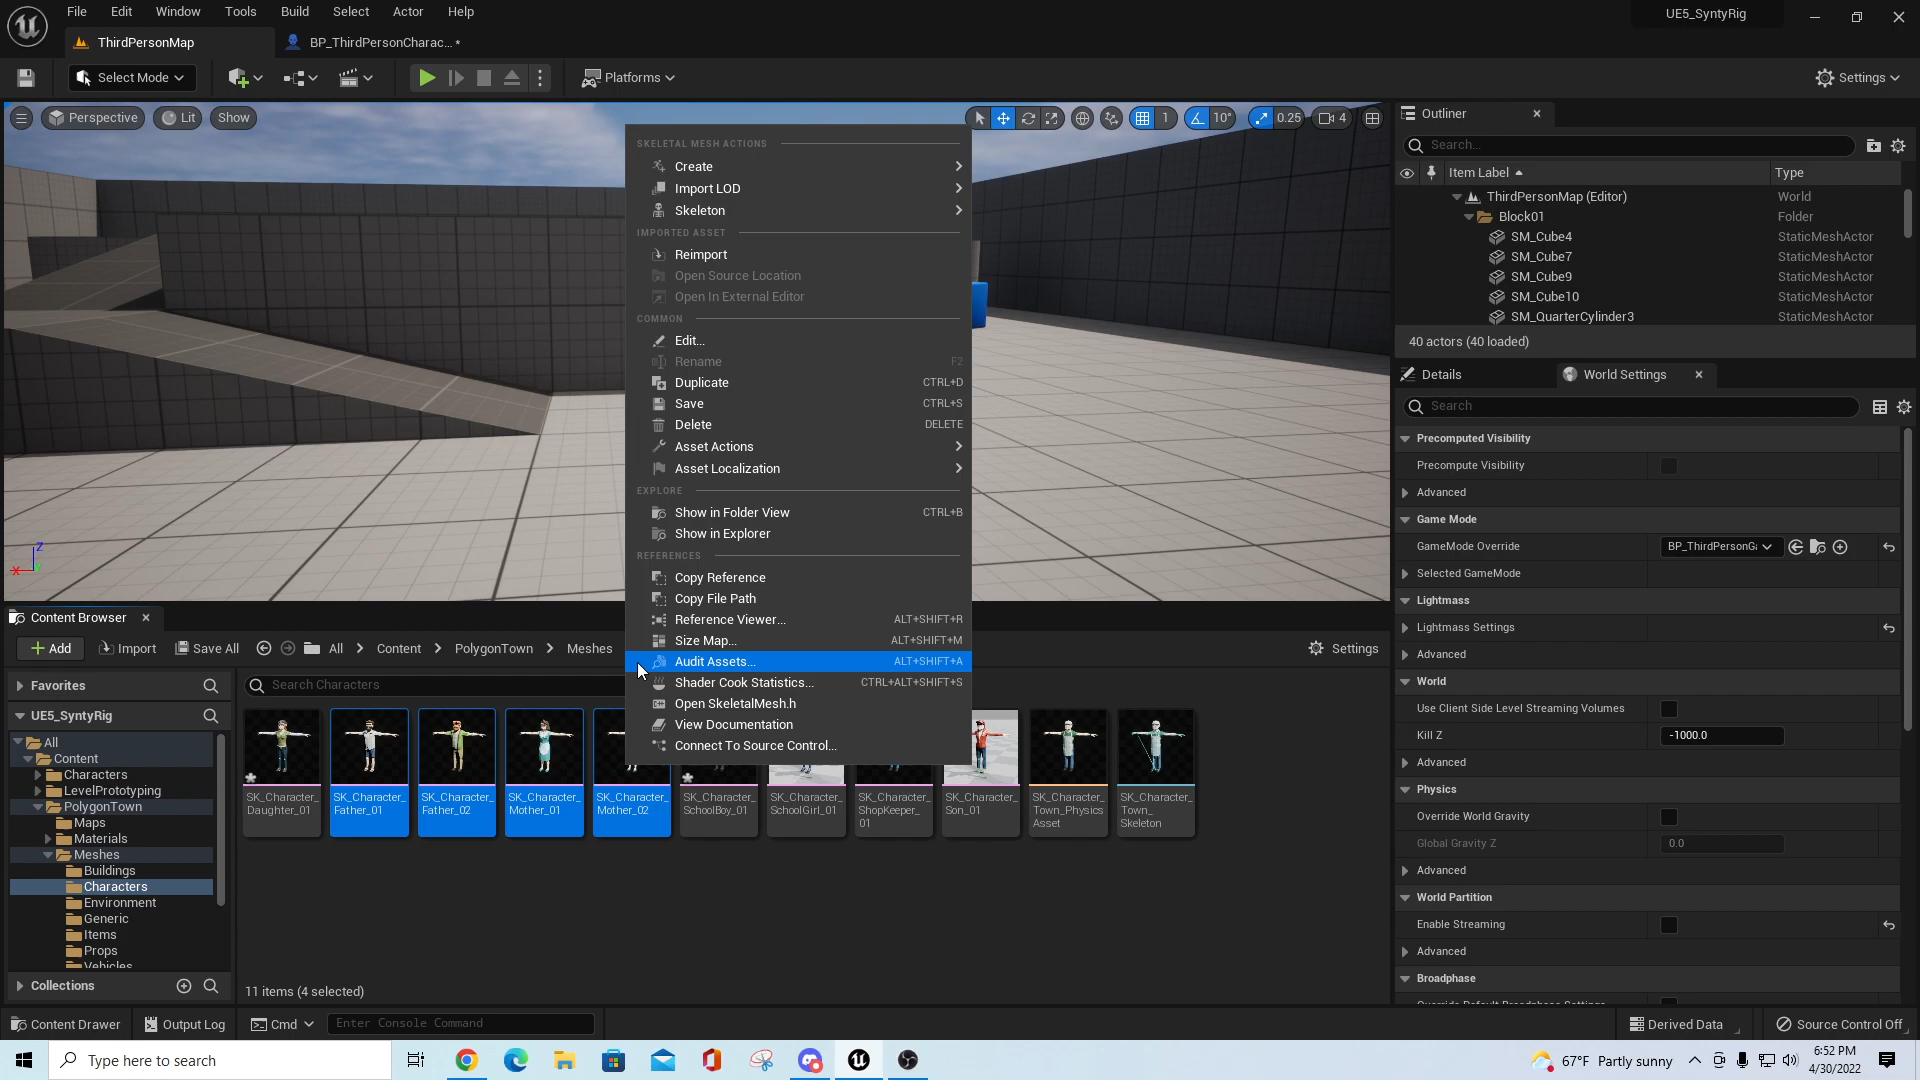 File Edit Window Tools Build Select Actor Help
UE5_SyntyRig
ThirdPersonMap
BP_ThirdPersonCharac... *
Select Mode
Platforms
Settings
Perspective
Lit
Show
1
10°
0.25
4
Z
X
SKELETAL MESH ACTIONS
Create
Import LOD
Skeleton
IMPORTED ASSET
Reimport
Open Source Location
Open In External Editor
COMMON
Edit...
Rename F2
Duplicate CTRL+D
Save CTRL+S
Delete DELETE
Asset Actions
Asset Localization
EXPLORE
Show in Folder View CTRL+B
Show in Explorer
REFERENCES
Copy Reference
Copy File Path
Reference Viewer... ALT+SHIFT+R
Size Map... ALT+SHIFT+M
Audit Assets... ALT+SHIFT+A
Shader Cook Statistics... CTRL+ALT+SHIFT+S
Open SkeletalMesh.h
View Documentation
Connect To Source Control...
Outliner
Search...
Item Label Type
ThirdPersonMap (Editor) World
Block01 Folder
SM_Cube4 StaticMeshActor
SM_Cube7 StaticMeshActor
SM_Cube9 StaticMeshActor
SM_Cube10 StaticMeshActor
SM_QuarterCylinder3 StaticMeshActor
40 actors (40 loaded)
Details
World Settings
Search
Precomputed Visibility
Precompute Visibility
Advanced
Game Mode
GameMode Override BP_ThirdPersonGa
Selected GameMode
Lightmass
Lightmass Settings
Advanced
World
Use Client Side Level Streaming Volumes
Kill Z -1000.0
Advanced
Physics
Override World Gravity
Global Gravity Z 0.0
Advanced
World Partition
Enable Streaming
Advanced
Broadphase
Override Default Broadphase Settings
Content Browser
Add
Import
Save All
All
Content
PolygonTown
Meshes
Settings
Favorites
UE5_SyntyRig
All
Content
Characters
LevelPrototyping
PolygonTown
Maps
Materials
Meshes
Buildings
Characters
Environment
Generic
Items
Props
Vehicles
Collections
Search Characters
SK_Character_
Daughter_01
SK_Character_
Father_01
SK_Character_
Father_02
SK_Character_
Mother_01
SK_Character_
Mother_02
SK_Character_
SchoolBoy_01
SK_Character_
SchoolGirl_01
SK_Character_
ShopKeeper_
01
SK_Character_
Son_01
SK_Character_
Town_Physics
Asset
SK_Character_
Town_
Skeleton
11 items (4 selected)
Content Drawer
Output Log
Cmd
Enter Console Command
Derived Data
Source Control Off
Type here to search
67°F Partly sunny
6:52 PM
4/30/2022